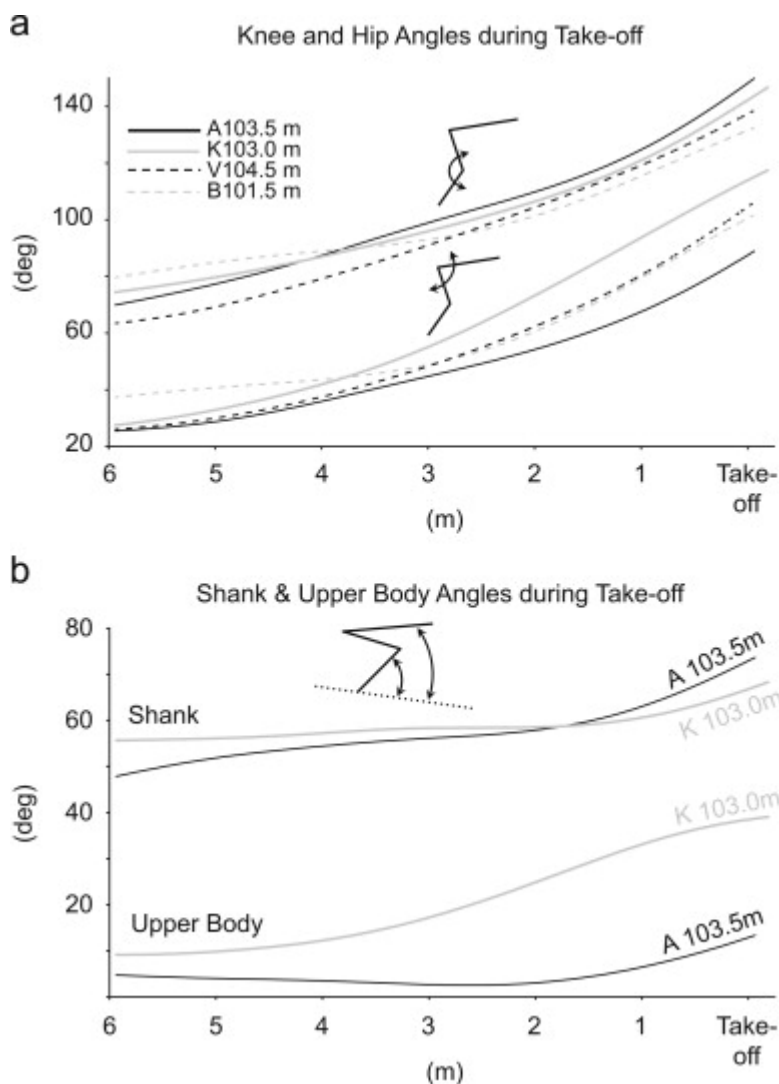 a
Knee and Hip Angles during Take-off
140
100
60
20
(deg)
A103.5 m
K103.0 m
V104.5 m
B101.5 m
6 5 4 3 2 1 Take-
off
(m)
b
Shank & Upper Body Angles during Take-off
80
60
40
20
(deg)
Shank
A 103.5m
K 103.0m
K 103.0m
Upper Body
A 103.5m
6 5 4 3 2 1 Take-
off
(m)